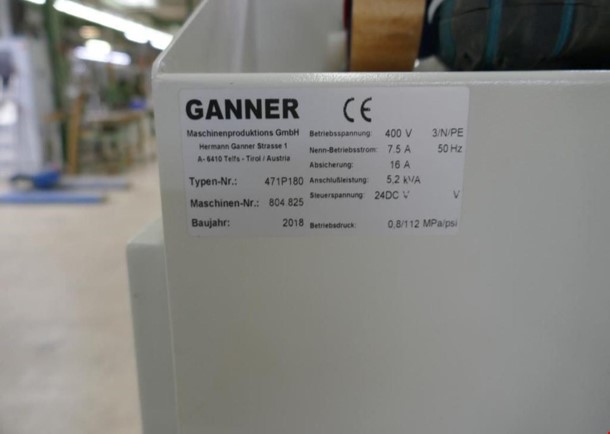 GANNER CE
Maschinenproduktions GmbH
Hermann Ganner Strasse 1
A- 6410 Telfs - Tirol / Austria
Typen-Nr.: 471P180
Maschinen-Nr.: 804.825
Baujahr: 2018
Betriebsspannung: 400 V 3/N/PE
Nenn-Betriebsstrom: 7.5 A 50 Hz
Absicherung: 16 A
Anschlußleistung: 5,2 kVA
Steuerspannung: 24DC V V
Betriebsdruck: 0,8/112 MPa/psi